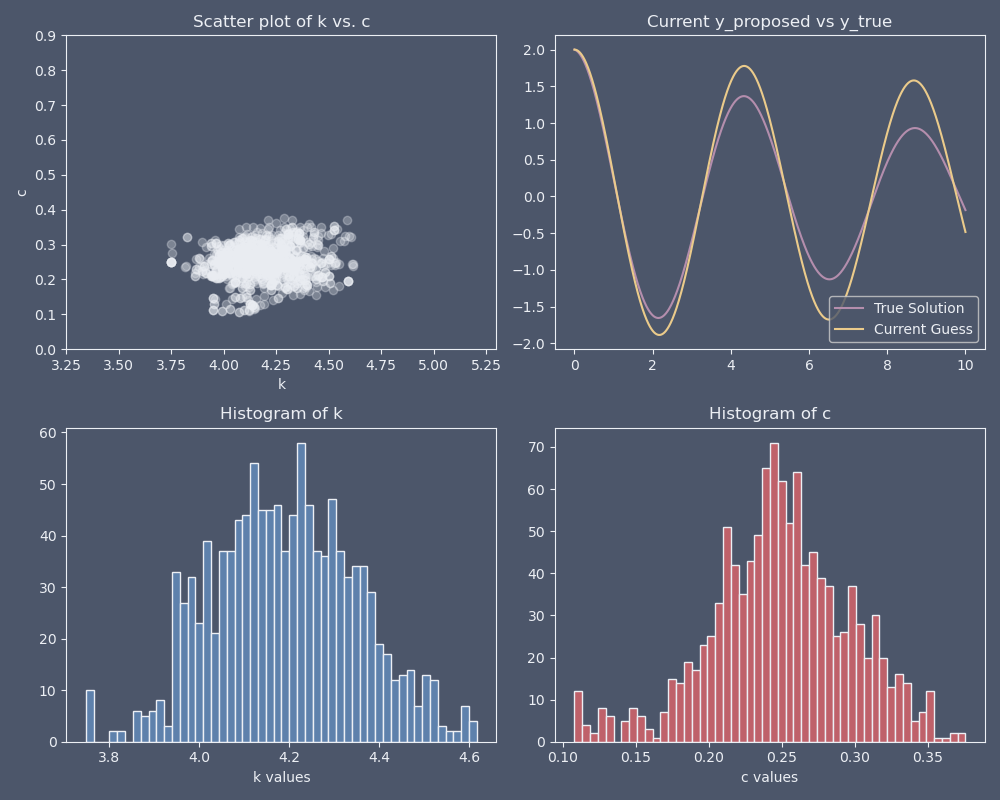 Scatter plot of k vs. c
0.9
0.8
0.7
0.6
0.5
0.4
0.3
0.2
0.1
0.0
c
3.25 3.50 3.75 4.00 4.25 4.50 4.75 5.00 5.25
k
Current y_proposed vs y_true
2.0
1.5
1.0
0.5
0.0
−0.5
−1.0
−1.5
−2.0
True Solution
Current Guess
0 2 4 6 8 10
Histogram of k
60
50
40
30
20
10
0
3.8 4.0 4.2 4.4 4.6
k values
Histogram of c
70
60
50
40
30
20
10
0
0.10 0.15 0.20 0.25 0.30 0.35
c values